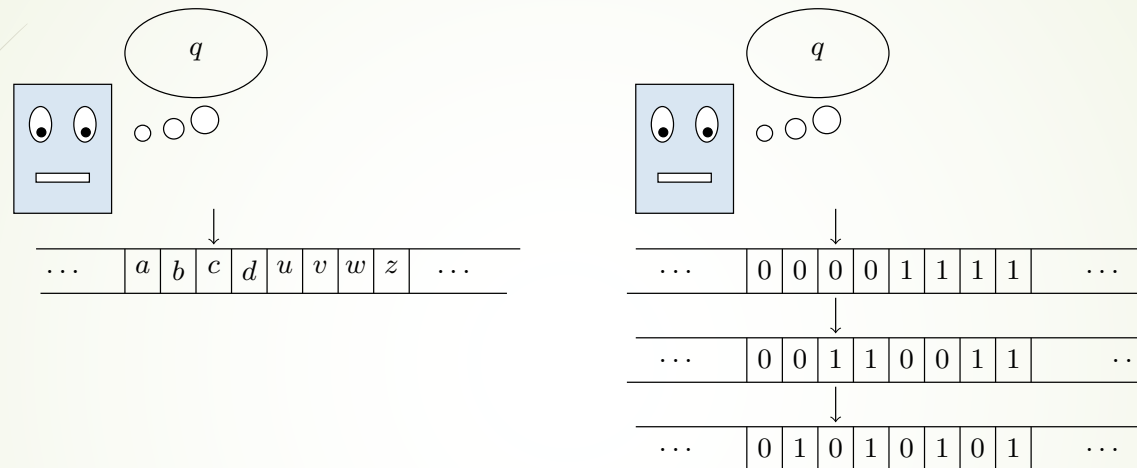 q
q
⋯ a b c d u v w z ⋯
⋯ 0 0 0 0 1 1 1 1 ⋯
⋯ 0 0 1 1 0 0 1 1 ⋯
⋯ 0 1 0 1 0 1 0 1 ⋯